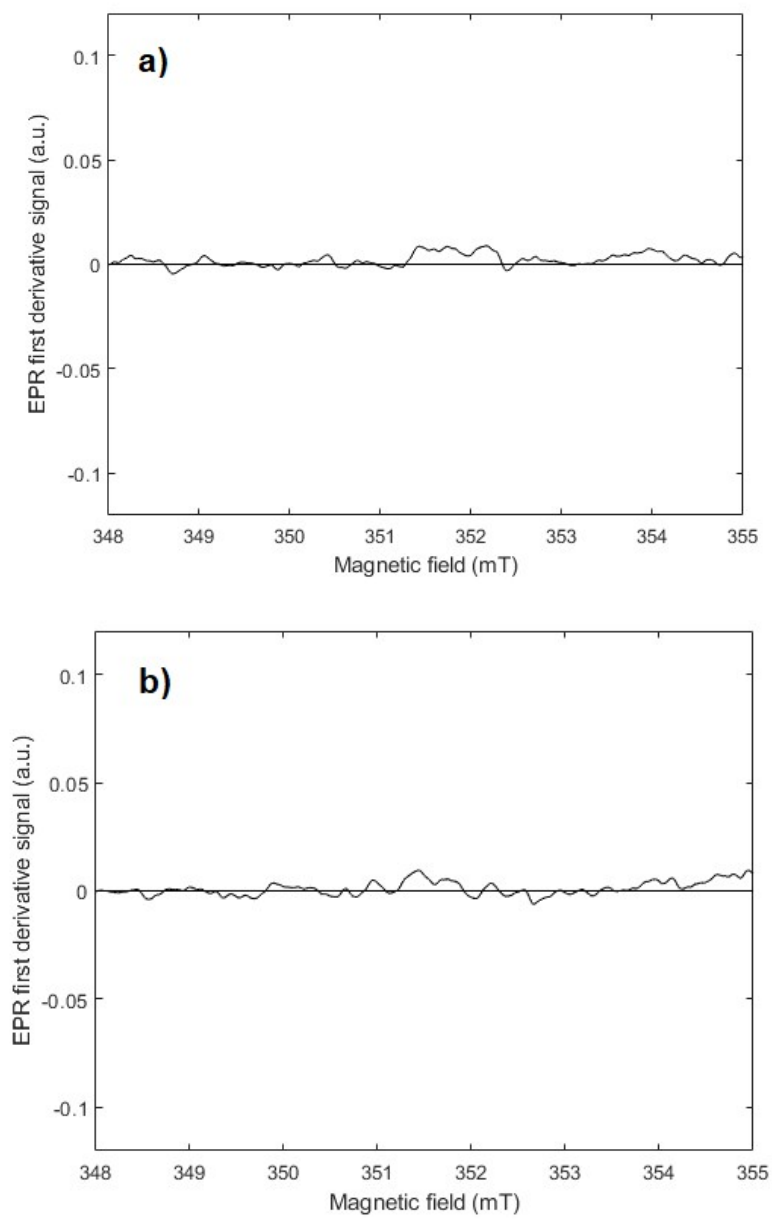 a)
0.1
0.05
0
-0.05
-0.1
EPR first derivative signal (a.u.)
348 349 350 351 352 353 354 355
Magnetic field (mT)
b)
0.1
0.05
0
-0.05
-0.1
EPR first derivative signal (a.u.)
348 349 350 351 352 353 354 355
Magnetic field (mT)